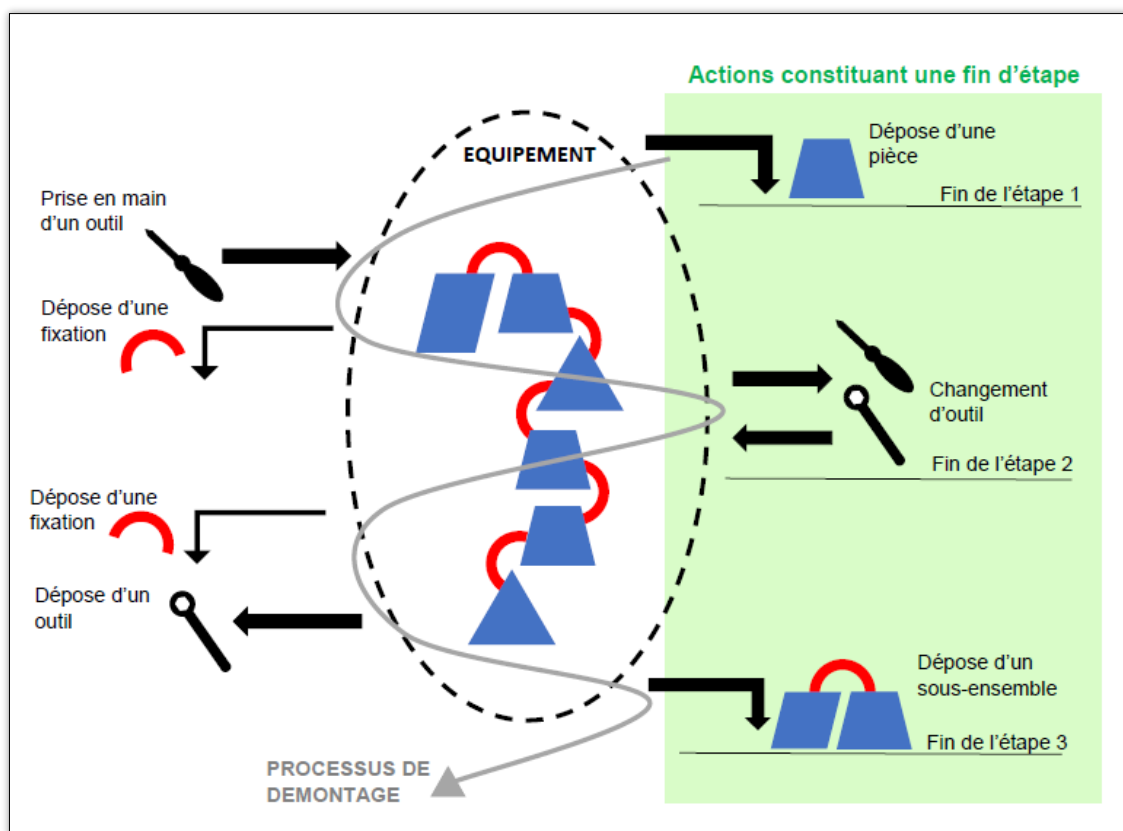 Actions constituant une fin d’étape
EQUIPEMENT
Dépose d’une
pièce
Fin de l’étape 1
Prise en main
d’un outil
Dépose d’une
fixation
Changement
d’outil
Fin de l’étape 2
Dépose d’une
fixation
Dépose d’un
outil
Dépose d’un
sous-ensemble
Fin de l’étape 3
PROCESSUS DE
DEMONTAGE